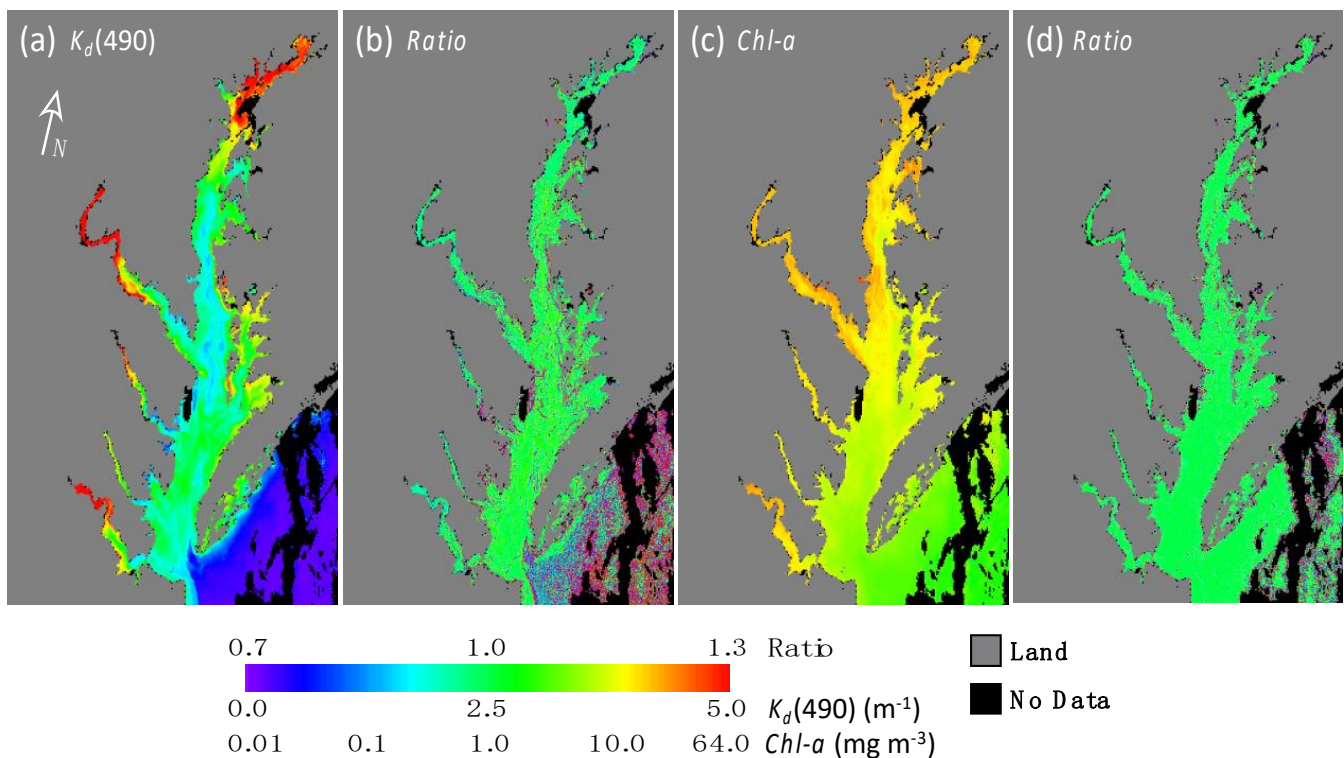 (a) Kd(490)
(b) Ratio
(c) Chl-a
(d) Ratio
N
0.7 1.0 1.3 Ratio
Land
0.0 2.5 5.0 Kd(490) (m-1)
No Data
0.01 0.1 1.0 10.0 64.0 Chl-a (mg m-3)